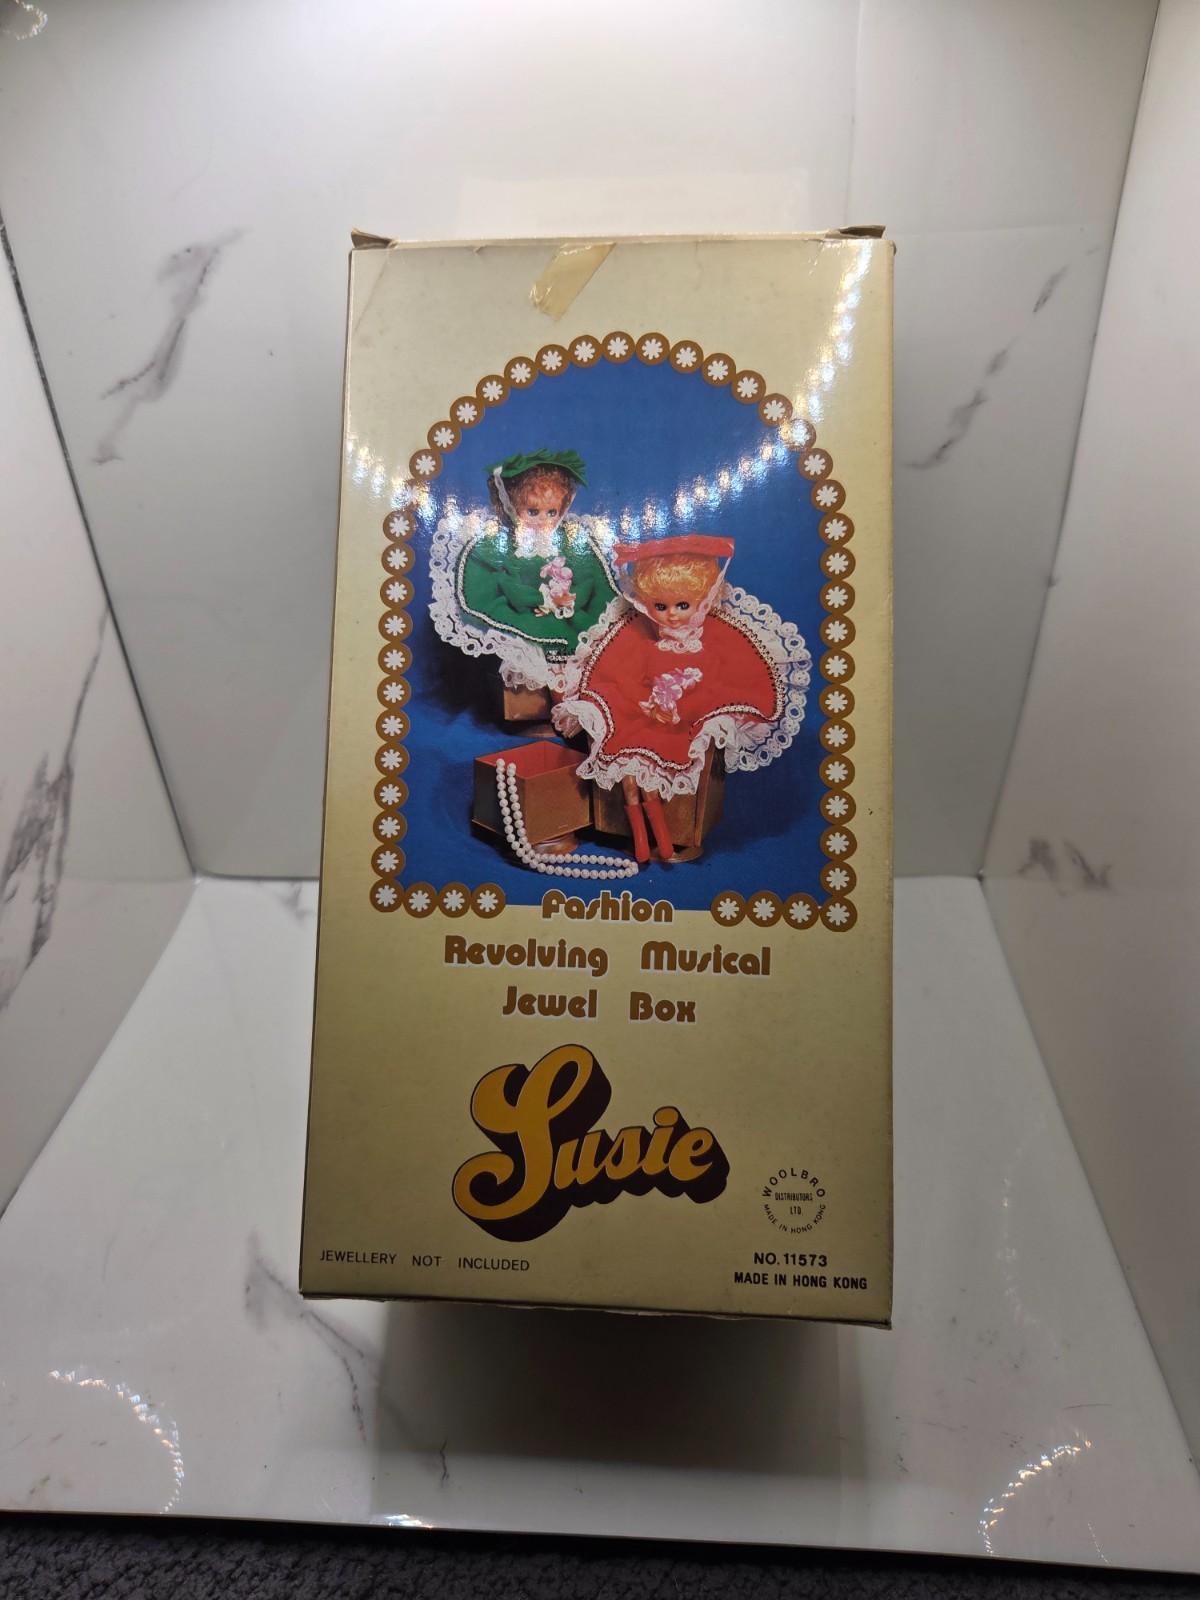 Fashion
Revolving Musical
Jewel Box
Susie
WOOLBRO
DISTRIBUTORS
LTD.
MADE IN HONG KONG
JEWELLERY NOT INCLUDED
NO. 11573
MADE IN HONG KONG